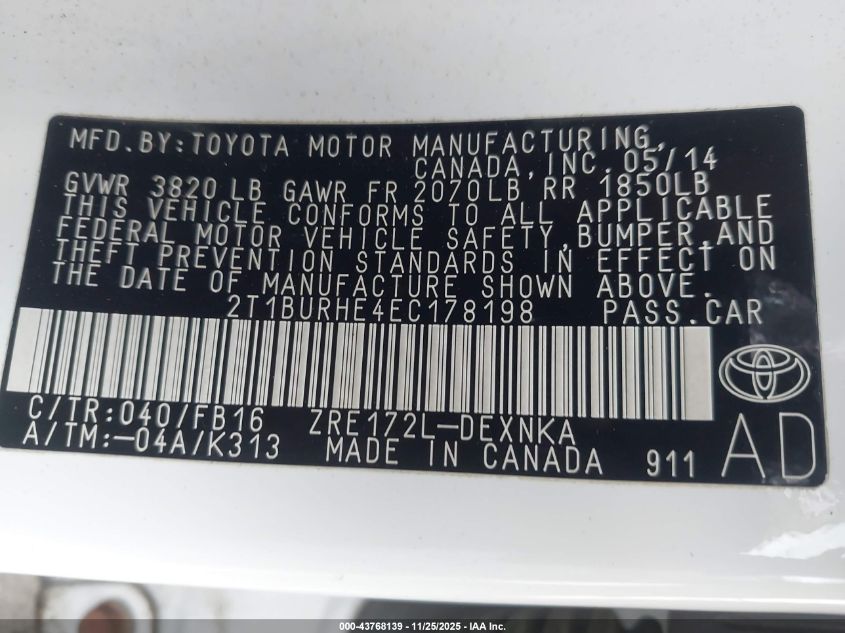 MFD.BY:TOYOTA MOTOR MANUFACTURING,
CANADA,INC.05/14
GVWR 3820 LB GAWR FR 2070LB RR 1850LB
THIS VEHICLE CONFORMS TO ALL APPLICABLE
FEDERAL MOTOR VEHICLE SAFETY,BUMPER,AND
THEFT PREVENTION STANDARDS IN EFFECT ON
THE DATE OF MANUFACTURE SHOWN ABOVE.
2T1BURHE4EC178198 PASS.CAR
C/TR:040/FB16 ZRE172L-DEXNKA
A/TM:-04A/K313 MADE IN CANADA 911 AD
000-43768139 - 11/25/2025 - IAA Inc.